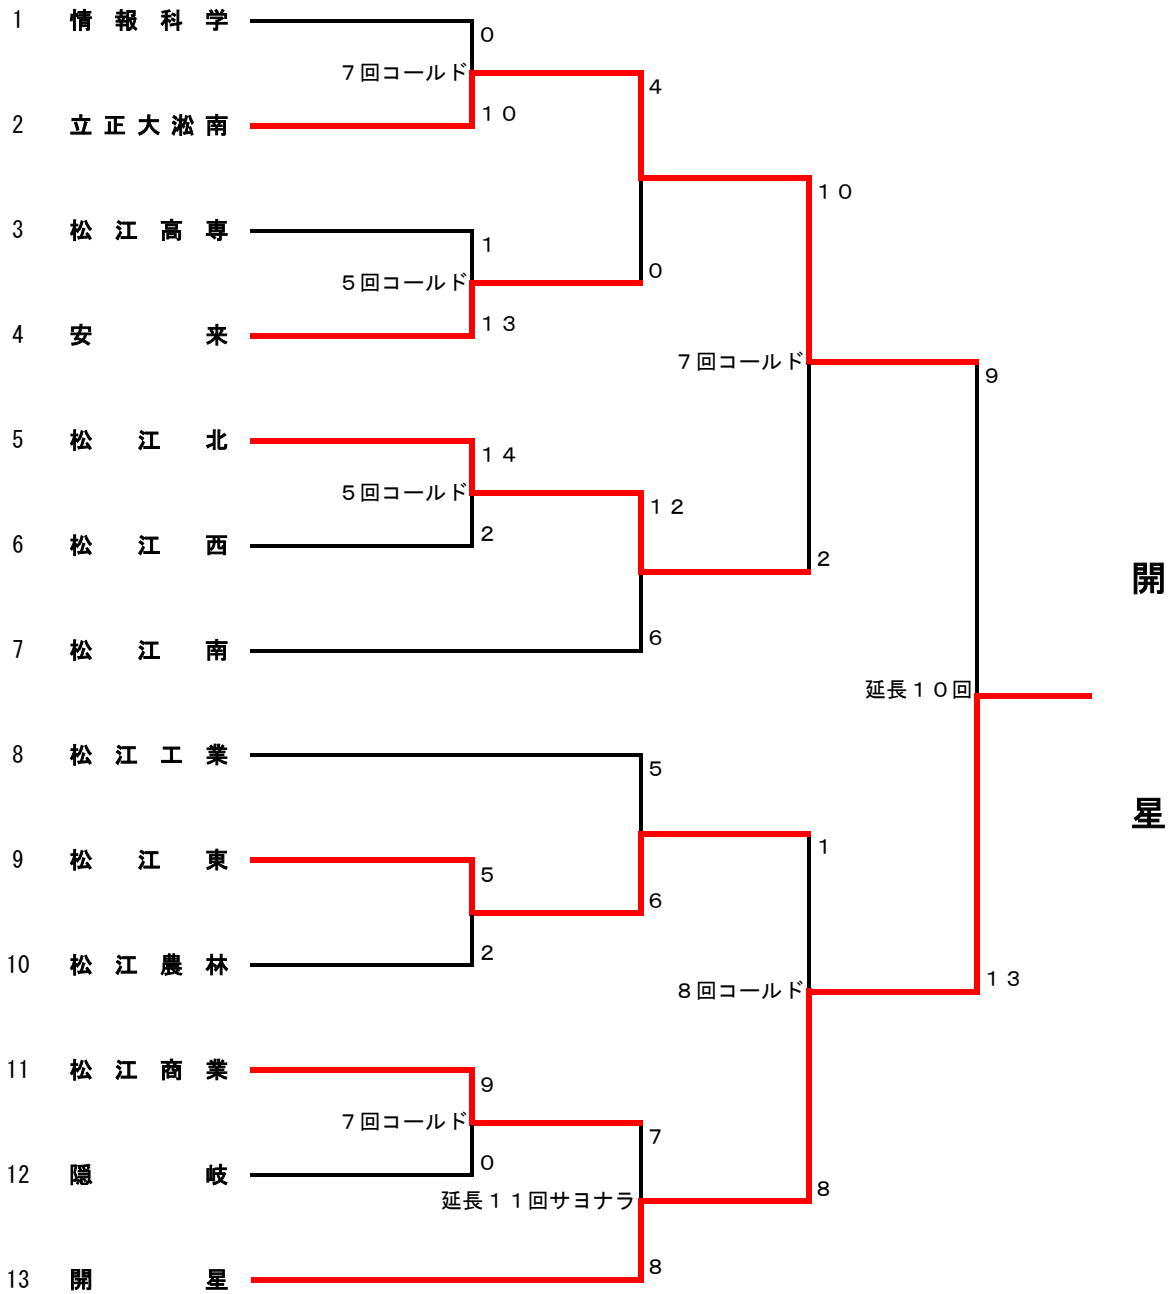 1 情報科学
０
７回コールド
４
１０
2 立正大淞南
１０
3 松江高専
１
５回コールド
０
１３
4 安来
７回コールド
９
5 松江北
１４
５回コールド
１２
２
6 松江西
２
開
６
7 松江南
延長１０回
8 松江工業
５
星
１
9 松江東
５
６
２
10 松江農林
８回コールド
１３
11 松江商業
９
７回コールド
７
０
12 隠岐
８
延長１１回サヨナラ
８
13 開星